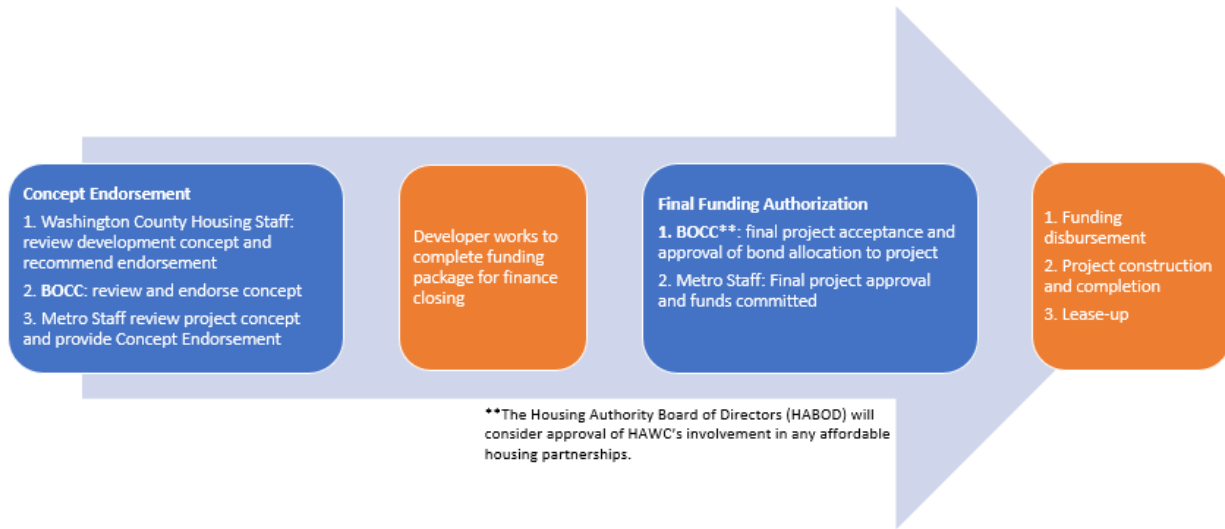 Concept Endorsement
1. Washington County Housing Staff:
review development concept and
recommend endorsement
2. BOCC: review and endorse concept
3. Metro Staff review project concept
and provide Concept Endorsement
Developer works to
complete funding
package for finance
closing
Final Funding Authorization
1. BOCC**: final project acceptance and
approval of bond allocation to project
2. Metro Staff: Final project approval
and funds committed
1. Funding
disbursement
2. Project construction
and completion
3. Lease-up
**The Housing Authority Board of Directors (HABOD) will
consider approval of HAWC's involvement in any affordable
housing partnerships.